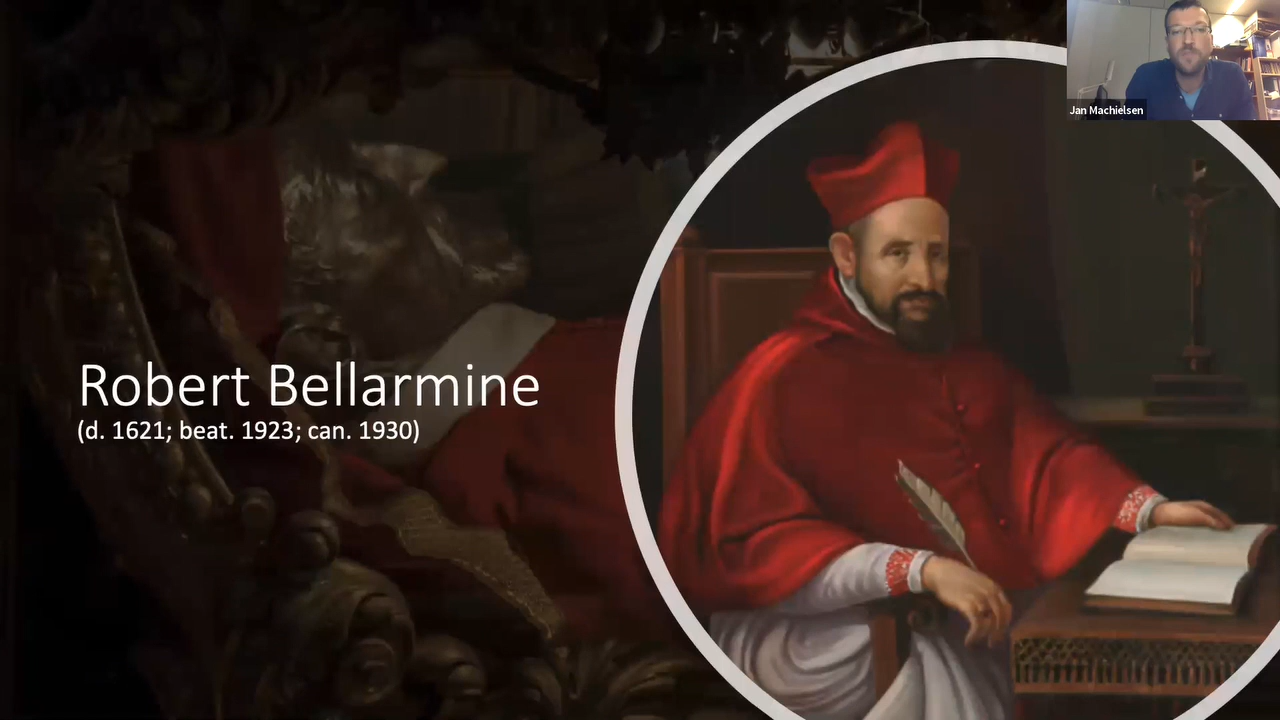 Jan Machielsen
Robert Bellarmine
(d. 1621; beat. 1923; can. 1930)